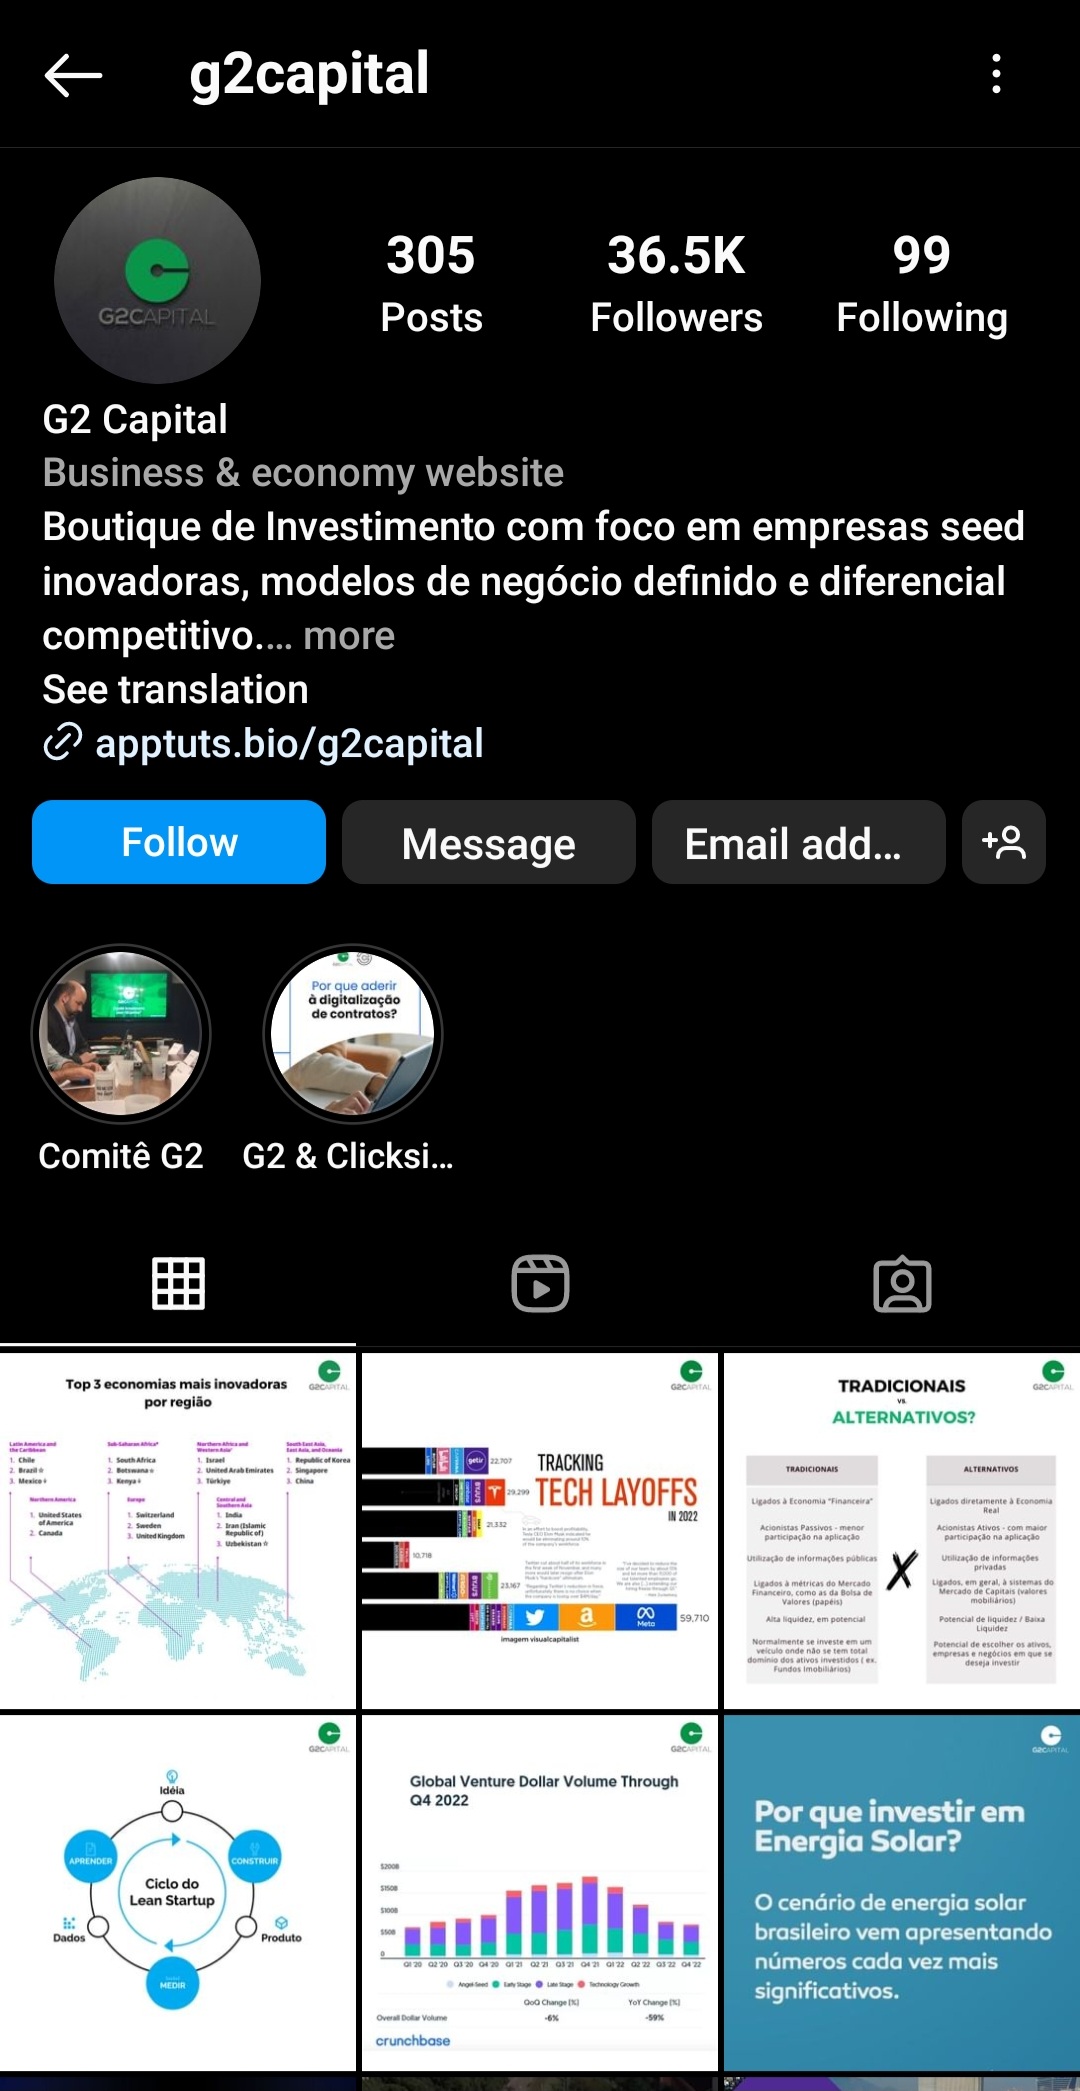 g2capital
G2CAPITAL
305
Posts
36.5K
Followers
99
Following
G2 Capital
Business & economy website
Boutique de Investimento com foco em empresas seed
inovadoras, modelos de negócio definido e diferencial
competitivo.... more
See translation
apptuts.bio/g2capital
Follow
Message
Email add...
Por que aderir
à digitalização
de contratos?
Comitê G2
G2 & Clicksi...
G2CAPITAL
Top 3 economias mais inovadoras
por região
Latin America and
the Caribbean
1. Chile
2. Brazil
3. Mexico
Sub-Saharan Africa
1. South Africa
2. Botswana
3. Kenya
Northern Africa and
Western Asia
1. Israel
2. United Arab Emirates
3. Türkiye
South East Asia,
East Asia, and Oceania
1. Republic of Korea
2. Singapore
3. China
Northern America
1. United States
of America
2. Canada
Europe
1. Switzerland
2. Sweden
3. United Kingdom
Central and
Southern Asia
1. India
2. Iran (Islamic
Republic of)
3. Uzbekistan
G2CAPITAL
TRACKING
TECH LAYOFFS
IN 2022
getir
22,707
29,299
21,332
10,718
23,167
Meta
59,710
imagem visualcapitalist
G2CAPITAL
TRADICIONAIS
vs.
ALTERNATIVOS?
TRADICIONAIS
Ligados à Economia "Financeira"
Acionistas Passivos - menor
participação na aplicação
Utilização de informações públicas
Ligados à métricas do Mercado
Financeiro, como as da Bolsa de
Valores (papéis)
Alta liquidez, em potencial
Normalmente se investe em um
veículo onde não se tem total
domínio dos ativos investidos ( ex.
Fundos Imobiliários)
X
ALTERNATIVOS
Ligados diretamente à Economia
Real
Acionistas Ativos - com maior
participação na aplicação
Utilização de informações
privadas
Ligados, em geral, à sistemas do
Mercado de Capitais (valores
mobiliários)
Potencial de liquidez / Baixa
Liquidez
Potencial de escolher os ativos,
empresas e negócios em que se
deseja investir
G2CAPITAL
Idéia
APRENDER
CONSTRUIR
Ciclo do
Lean Startup
Dados
Produto
MEDIR
G2CAPITAL
Global Venture Dollar Volume Through
Q4 2022
$200B
$150B
$100B
$50B
0
Q1 '20 Q2 '20 Q3 '20 Q4 '20 Q1 '21 Q2 '21 Q3 '21 Q4 '21 Q1 '22 Q2 '22 Q3 '22 Q4 '22
Angel-Seed Early Stage Late Stage Technology Growth
QoQ Change (%) YoY Change (%)
Overall Dollar Volume -6% -59%
crunchbase
G2CAPITAL
Por que investir em
Energia Solar?
O cenário de energia solar
brasileiro vem apresentando
números cada vez mais
significativos.